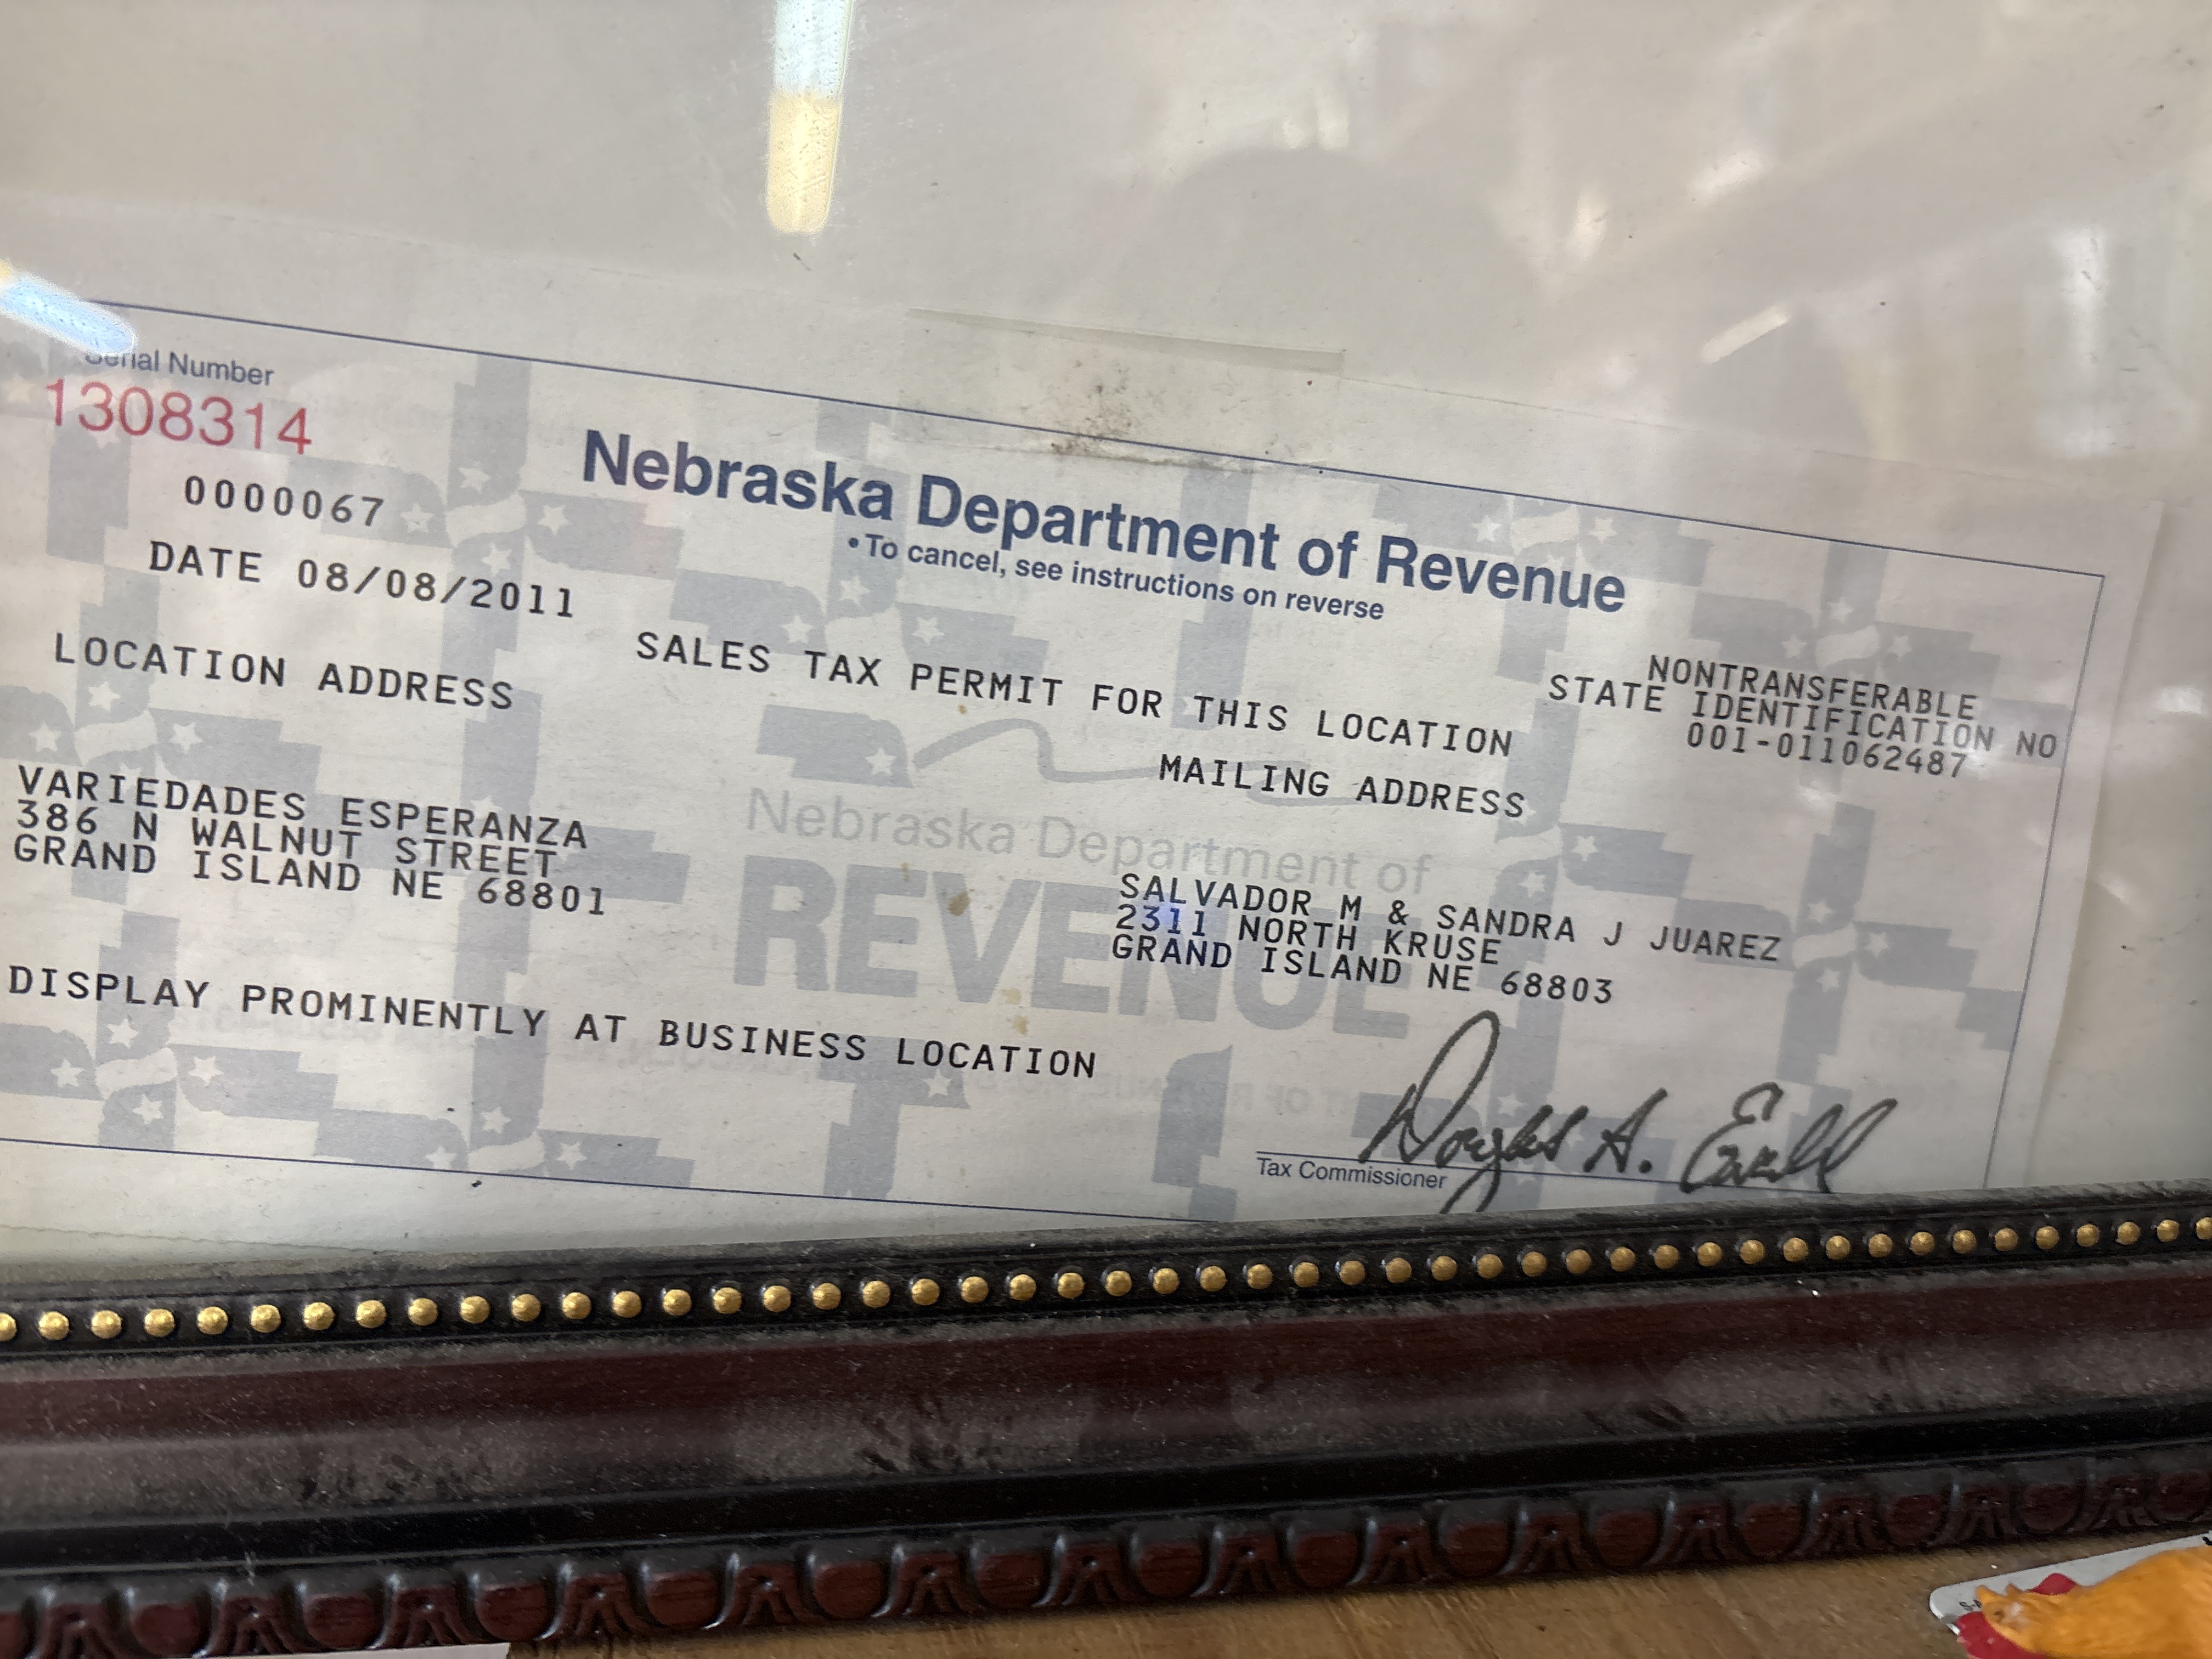 Serial Number
1308314
0000067
DATE 08/08/2011
Nebraska Department of Revenue
• To cancel, see instructions on reverse
LOCATION ADDRESS
SALES TAX PERMIT FOR THIS LOCATION
NONTRANSFERABLE
STATE IDENTIFICATION NO
001-011062487
MAILING ADDRESS
VARIEDADES ESPERANZA
386 N WALNUT STREET
GRAND ISLAND NE 68801
Nebraska Department of
REVENUE
SALVADOR M & SANDRA J JUAREZ
2311 NORTH KRUSE
GRAND ISLAND NE 68803
DISPLAY PROMINENTLY AT BUSINESS LOCATION
Douglas A.
Tax Commissioner